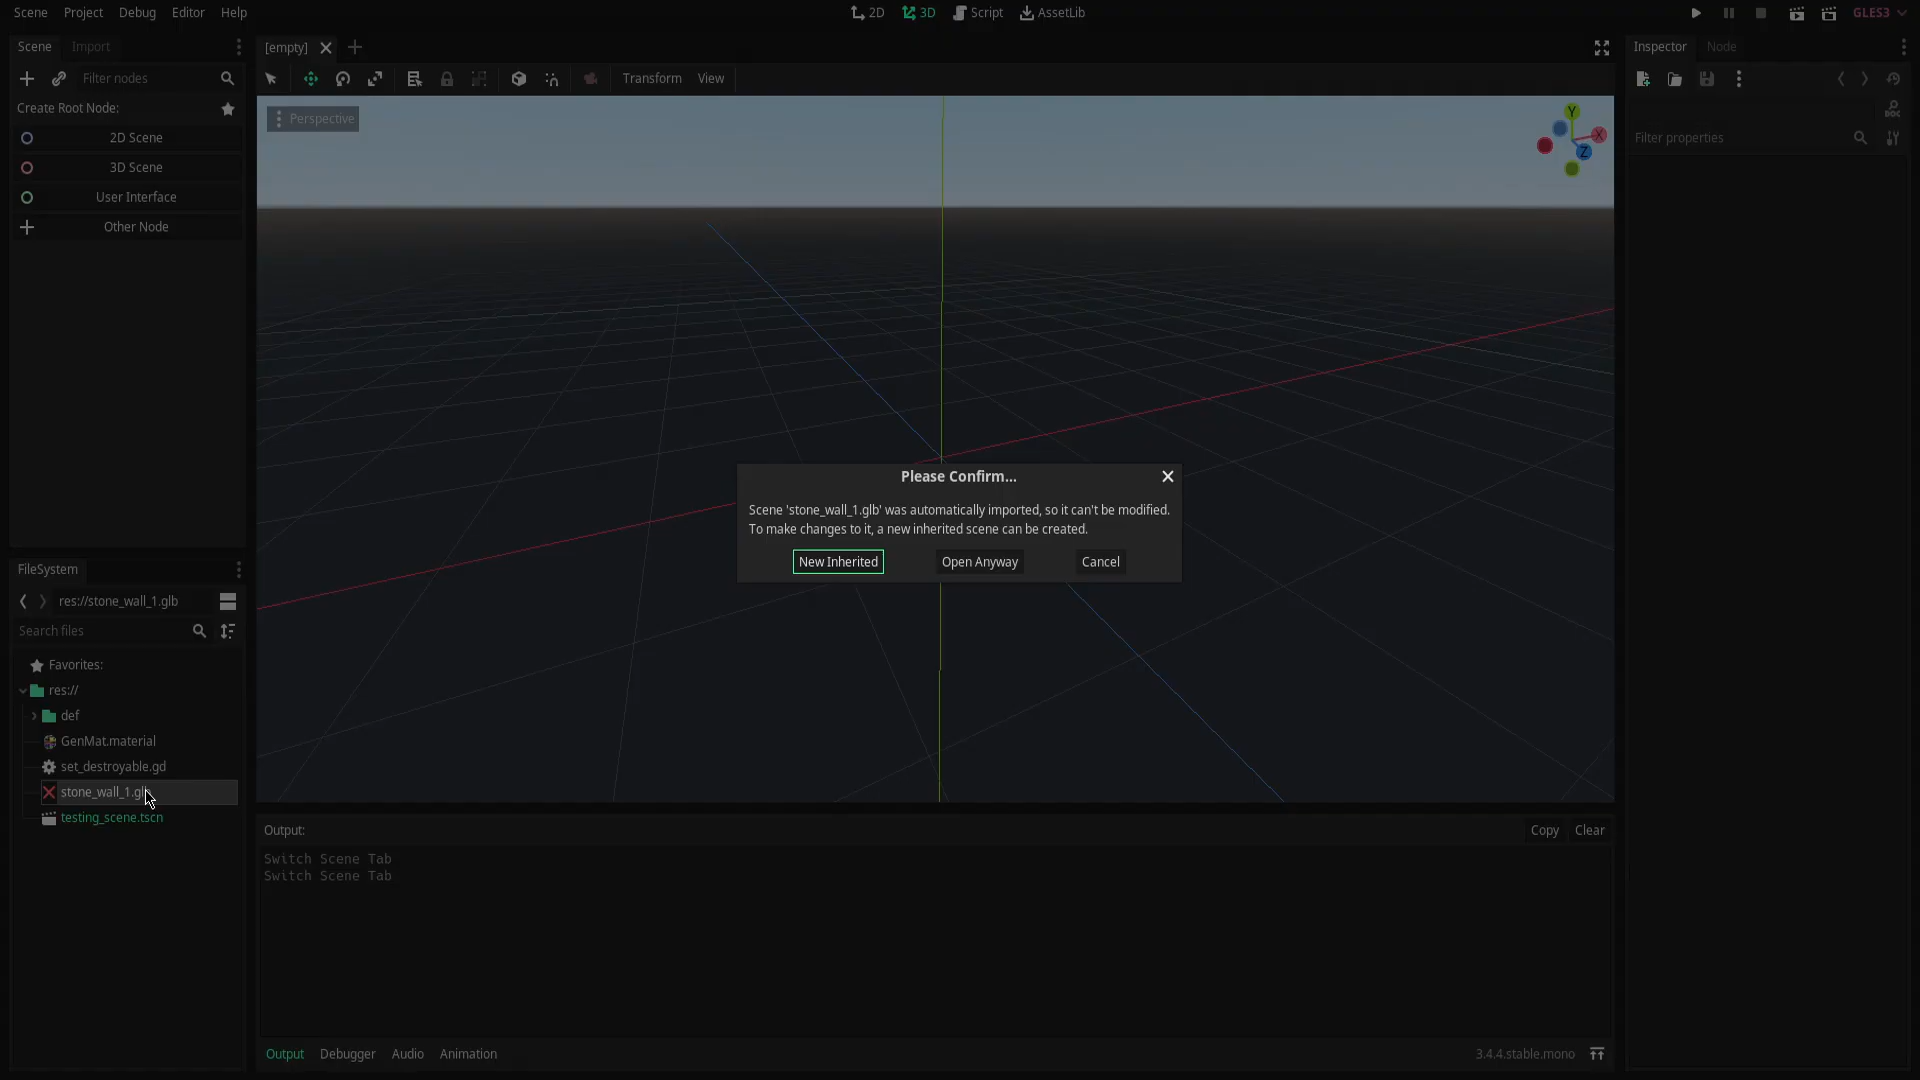 Scene Project Debug Editor Help
2D 3D Script AssetLib
GLES3
Scene Import
[empty]
Inspector Node
Filter nodes
Transform View
Create Root Node:
2D Scene
3D Scene
User Interface
Other Node
Perspective
Y
X
Z
DOC
Filter properties
Please Confirm...
Scene 'stone_wall_1.glb' was automatically imported, so it can't be modified.
To make changes to it, a new inherited scene can be created.
New Inherited Open Anyway Cancel
FileSystem
res://stone_wall_1.glb
Search files
Favorites:
res://
def
GenMat.material
set_destroyable.gd
stone_wall_1.glb
testing_scene.tscn
Output:
Copy Clear
Switch Scene Tab
Switch Scene Tab
Output Debugger Audio Animation
3.4.4.stable.mono